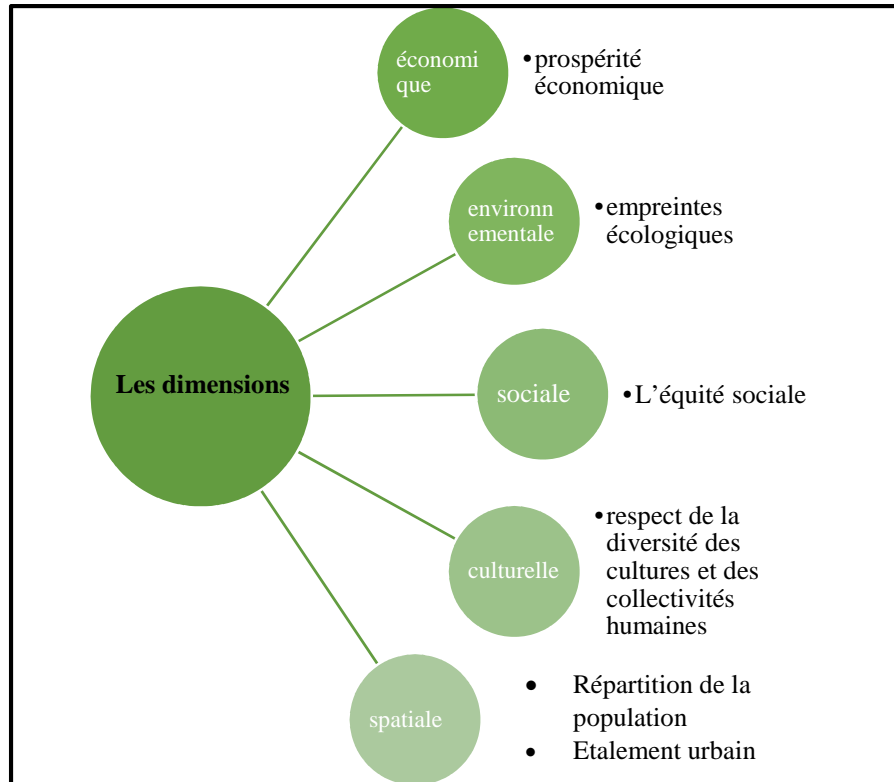 économi
que
•prospérité
économique
environn
ementale
•empreintes
écologiques
Les dimensions
sociale
•L’équité sociale
culturelle
•respect de la
diversité des
cultures et des
collectivités
humaines
spatiale
• Répartition de la
population
• Etalement urbain